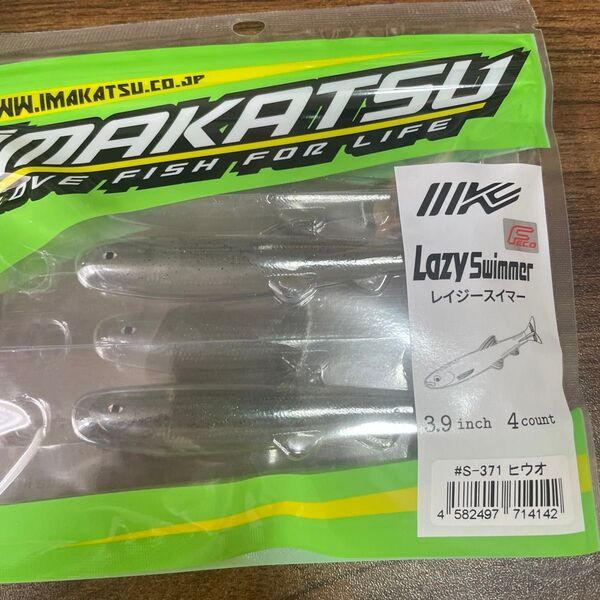 WWW.IMAKATSU.CO.JP
IMAKATSU
LOVE FISH FOR LIFE
IK
FECO
Lazy Swimmer
レイジースイマー
3.9 inch 4 count
#S-371 ヒウオ
4 582497 714142